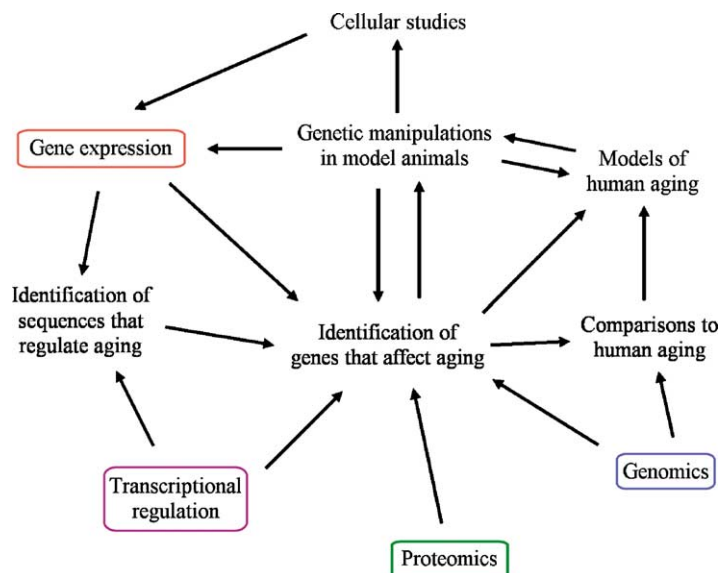 Cellular studies
Genetic manipulations
in model animals
Gene expression
Models of
human aging
Identification of
sequences that
regulate aging
Identification of
genes that affect aging
Comparisons to
human aging
Transcriptional
regulation
Genomics
Proteomics